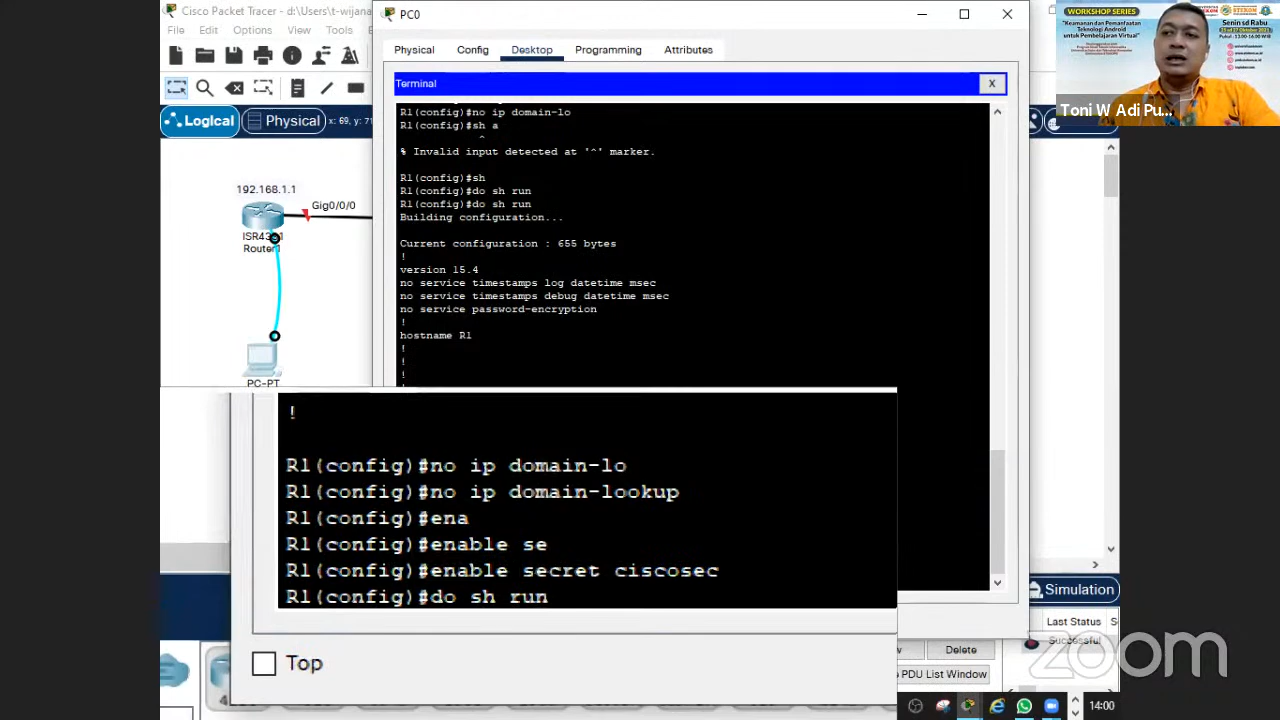 Cisco Packet Tracer - d:\Users\t-wijana
File Edit Options View Tools
Logical
Physical
x: 69, y: 71
192.168.1.1
Gig0/0/0
PC-PT
PC0
Physical Config Desktop Programming Attributes
Terminal
X
R1(config)#no ip domain-lo
R1(config)#sh a
^
% Invalid input detected at '^' marker.
R1(config)#sh
R1(config)#do sh run
R1(config)#do sh run
Building configuration...
Current configuration : 655 bytes
!
version 15.4
no service timestamps log datetime msec
no service timestamps debug datetime msec
no service password-encryption
!
hostname R1
!
!
!
!
!
R1(config)#no ip domain-lo
R1(config)#no ip domain-lookup
R1(config)#ena
R1(config)#enable se
R1(config)#enable secret ciscosec
R1(config)#do sh run
Top
WORKSHOP SERIES
"Keamanan dan Pemanfaatan
Teknologi Android
untuk Pembelajaran Virtual"
Senin sd Rabu
Pukul : 13.00-16.00 WIB
STEKOM
Toni W Adi Pu...
Simulation
Last Status
Successful
Delete
PDU List Window
zoom
14:00